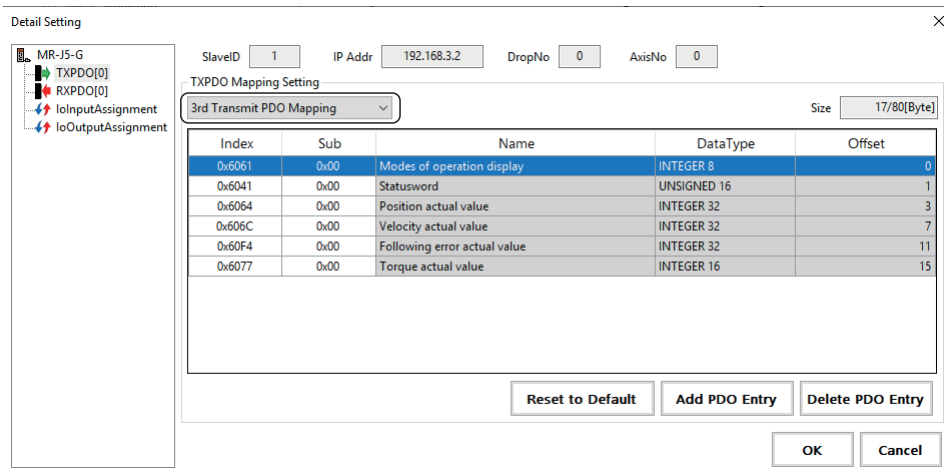 Detail Setting
MR-J5-G
TXPDO[0]
RXPDO[0]
IoInputAssignment
IoOutputAssignment
SlaveID 1 IP Addr 192.168.3.2 DropNo 0 AxisNo 0
TXPDO Mapping Setting
3rd Transmit PDO Mapping Size 17/80[Byte]
Index Sub Name DataType Offset
0x6061 0x00 Modes of operation display INTEGER 8 0
0x6041 0x00 Statusword UNSIGNED 16 1
0x6064 0x00 Position actual value INTEGER 32 3
0x606C 0x00 Velocity actual value INTEGER 32 7
0x60F4 0x00 Following error actual value INTEGER 32 11
0x6077 0x00 Torque actual value INTEGER 16 15
Reset to Default Add PDO Entry Delete PDO Entry
OK Cancel